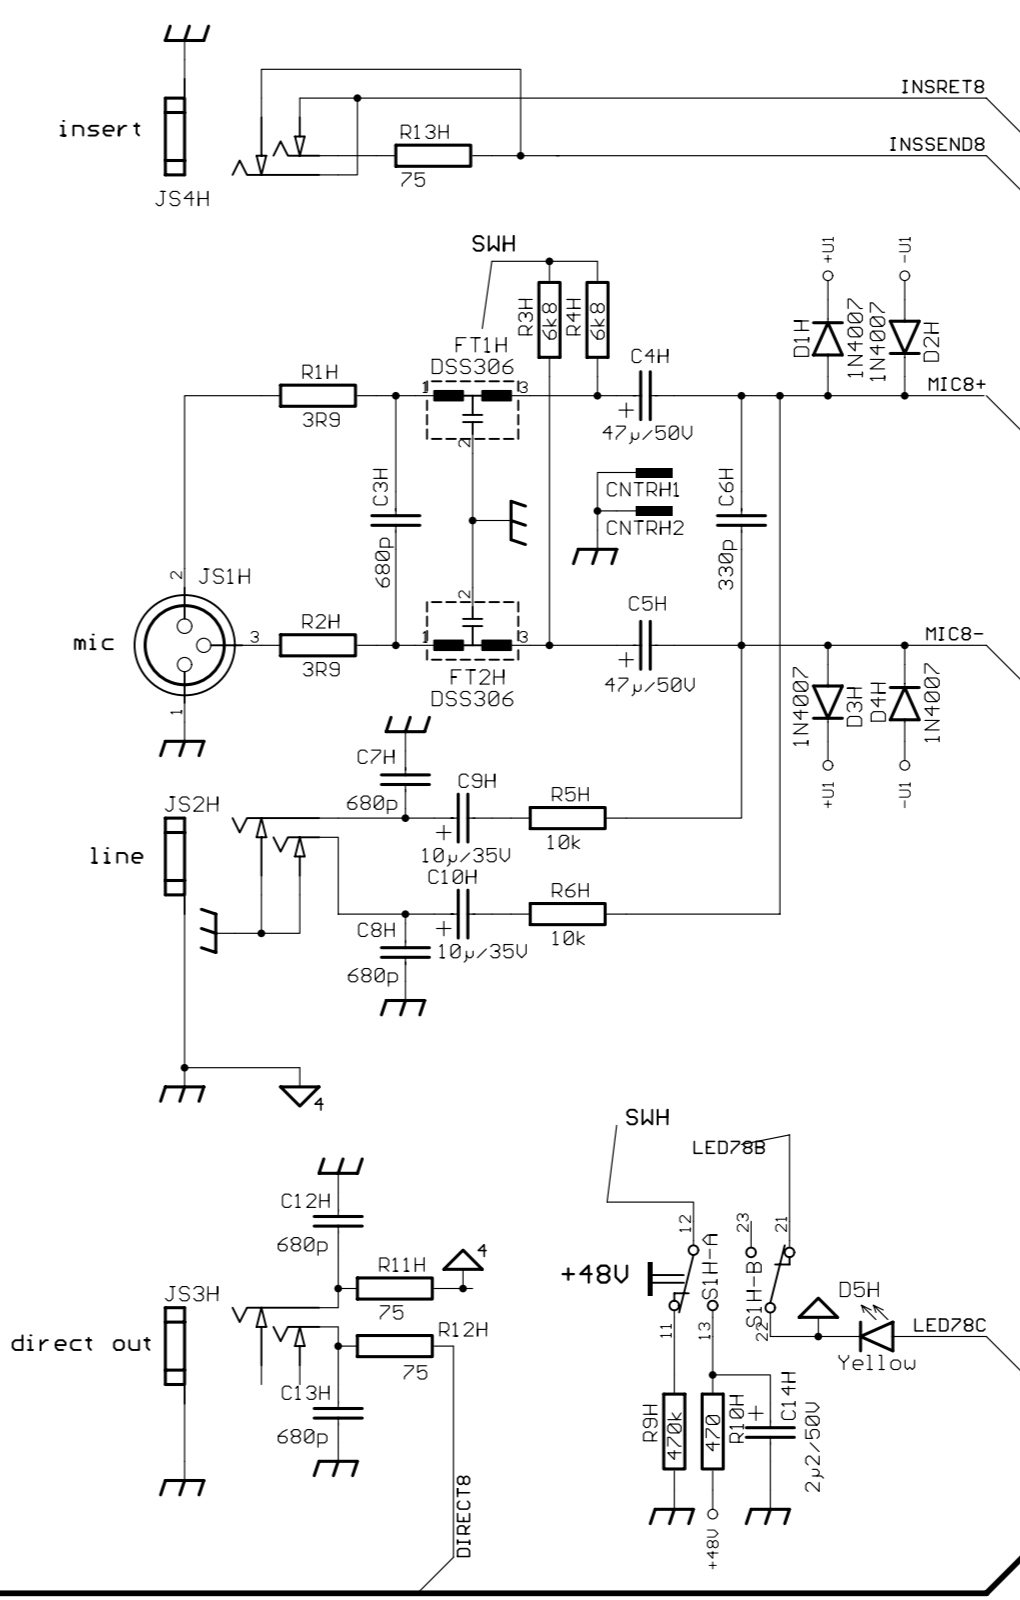 INSRET8
insert
R13H
INSSEND8
75
JS4H
SWH
+U1
-U1
R3H
6k8
R4H
6k8
D1H
1N4007
1N4007
D2H
FT1H
DSS306
C4H
R1H
1
3
MIC8+
3R9
+
47µ/50V
2
C3H
680p
CNTRH1
CNTRH2
C6H
330p
2
JS1H
2
C5H
mic
3
R2H
1
3
MIC8-
3R9
FT2H
DSS306
+
47µ/50V
1N4007
D3H
D4H
1N4007
1
+U1
-U1
C7H
680p
C9H
R5H
JS2H
+
10µ/35V
10k
line
C10H
R6H
C8H
+
10µ/35V
10k
680p
4
SWH
LED78B
C12H
680p
12
23
21
R11H
4
+48V
S1H-A
S1H-B
JS3H
75
D5H
R12H
11
13
22
LED78C
direct out
75
Yellow
C13H
680p
R9H
470k
470
R10H
+
C14H
2µ2/50V
DIRECT8
+48V